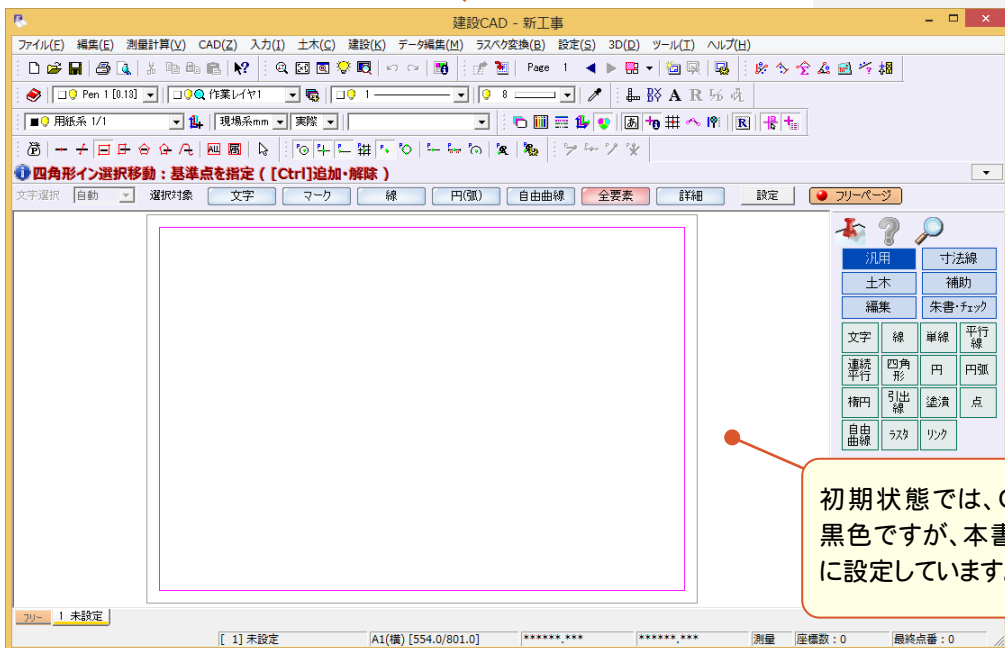 建設CAD - 新工事
ファイル(F) 編集(E) 測量計算(V) CAD(Z) 入力(I) 土木(C) 建設(K) データ編集(M) ラスベク変換(B) 設定(S) 3D(D) ツール(T) ヘルプ(H)
Page 1
Pen 1 [0.13] 作業レイヤ1 1 8 A R
用紙系 1/1 現場系mm 実際 あ R
四角形イン選択移動：基準点を指定 ( [Ctrl]追加・解除 )
文字選択 自動 選択対象 文字 マーク 線 円(弧) 自由曲線 全要素 詳細 設定 フリーページ
汎用 寸法線
土木 補助
編集 朱書・チェック
文字 線 単線 平行線
連続平行 四角形 円 円弧
楕円 引出線 塗潰 点
自由曲線 ラスタ リンク
初期状態では、
黒色ですが、本書
に設定しています。
フリー 1 未設定
[ 1] 未設定 A1(横) [554.0/801.0] ******.*** ******.*** 測量 座標数：0 最終点番：0